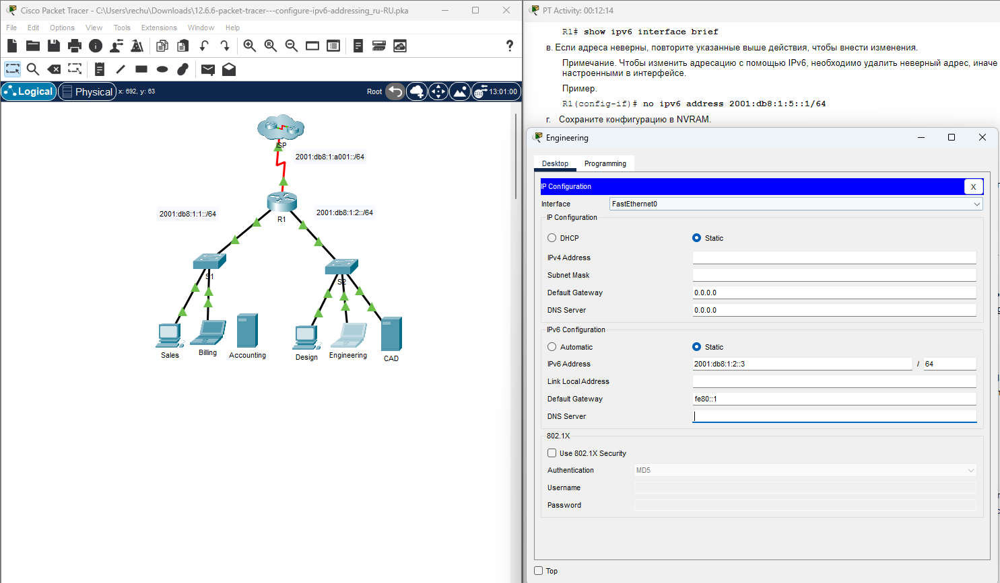 Cisco Packet Tracer - C:\Users\rechu\Downloads\12.6.6-packet-tracer---configure-ipv6-addressing_ru-RU.pka
File Edit Options View Tools Extensions Window Help
?
Logical Physical x: 692, y: 63 Root 13:01:00
ISP
2001:db8:1:a001::/64
R1
2001:db8:1:1::/64
2001:db8:1:2::/64
S1
S2
Sales
Billing
Accounting
Design
Engineering
CAD
PT Activity: 00:12:14
R1# show ipv6 interface brief
в. Если адреса неверны, повторите указанные выше действия, чтобы внести изменения.
Примечание. Чтобы изменить адресацию с помощью IPv6, необходимо удалить неверный адрес, иначе
настроенными в интерфейсе.
Пример.
R1(config-if)# no ipv6 address 2001:db8:1:5::1/64
г. Сохраните конфигурацию в NVRAM.
Engineering
Desktop Programming
IP Configuration X
Interface FastEthernet0
IP Configuration
DHCP Static
IPv4 Address
Subnet Mask
Default Gateway 0.0.0.0
DNS Server 0.0.0.0
IPv6 Configuration
Automatic Static
IPv6 Address 2001:db8:1:2::3 / 64
Link Local Address
Default Gateway fe80::1
DNS Server
802.1X
Use 802.1X Security
Authentication MD5
Username
Password
Top